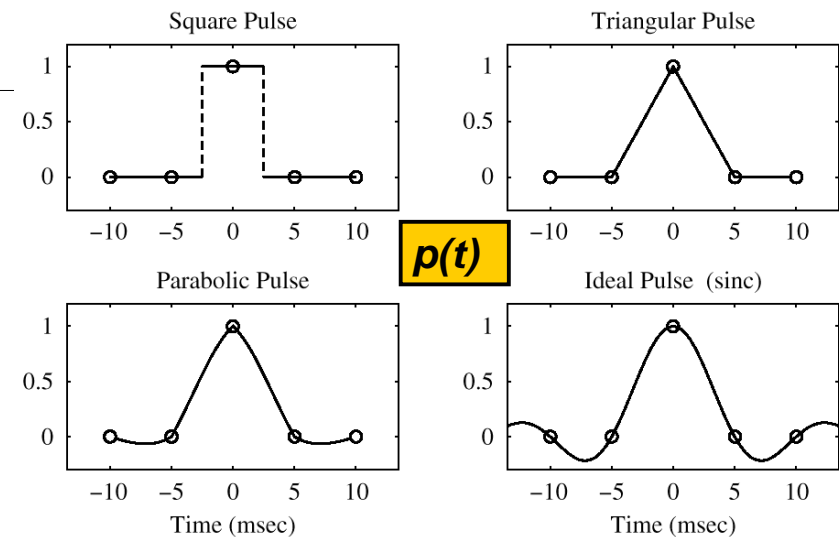 Square Pulse
1
0.5
0
−10 −5 0 5 10
Triangular Pulse
1
0.5
0
−10 −5 0 5 10
p(t)
Parabolic Pulse
1
0.5
0
−10 −5 0 5 10
Time (msec)
Ideal Pulse (sinc)
1
0.5
0
−10 −5 0 5 10
Time (msec)